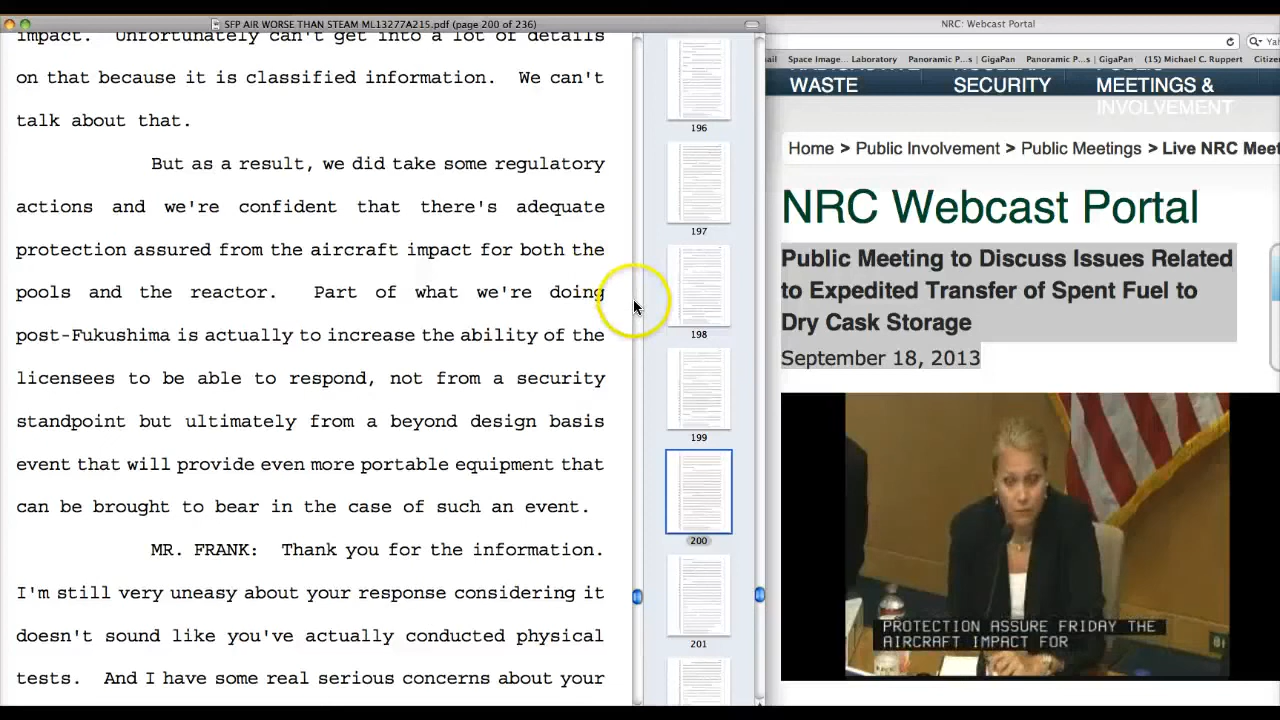 SFP AIR WORSE THAN STEAM ML13277A215.pdf (page 200 of 236)
impact. Unfortunately can't get into a lot of details
on that because it is classified information. We can't
talk about that.
But as a result, we did take some regulatory
actions and we're confident that there's adequate
protection assured from the aircraft impact for both the
pools and the reactor. Part of what we're doing
post-Fukushima is actually to increase the ability of the
licensees to be able to respond, not from a security
standpoint but ultimately from a beyond design basis
event that will provide even more portable equipment that
can be brought to bear in the case of such an event.
MR. FRANK: Thank you for the information.
I'm still very uneasy about your response considering it
doesn't sound like you've actually conducted physical
tests. And I have some real serious concerns about your
196
197
198
199
200
201
NRC: Webcast Portal
Space Image... Laboratory Panoramic P...s | GigaPan Panoramic P...s | GigaPan (15) Michael C. Ruppert Citizen
WASTE SECURITY MEETINGS &
Home > Public Involvement > Public Meetings > Live NRC Meet
NRC Webcast Portal
Public Meeting to Discuss Issues Related
to Expedited Transfer of Spent Fuel to
Dry Cask Storage
September 18, 2013
PROTECTION ASSURE FRIDAY THE
AIRCRAFT IMPACT FOR